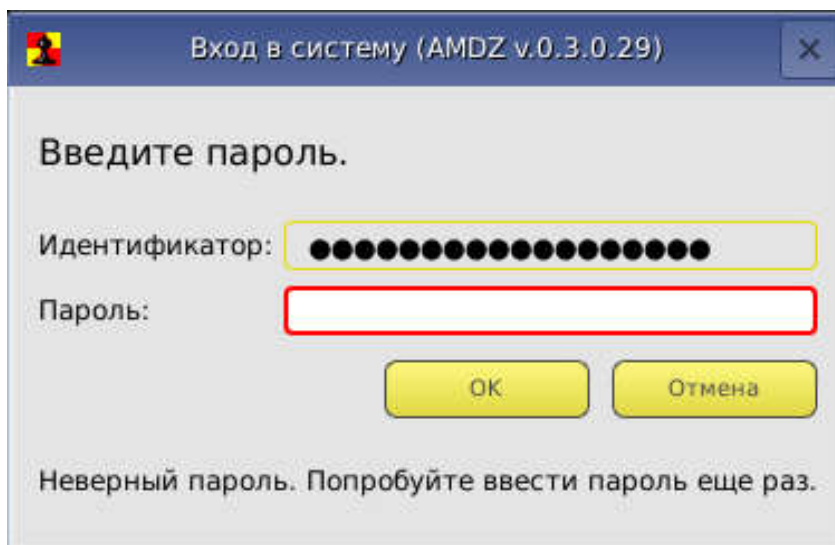 Вход в систему (AMDZ v.0.3.0.29)
Введите пароль.
Идентификатор: ●●●●●●●●●●●●●●●●●●
Пароль:
OK Отмена
Неверный пароль. Попробуйте ввести пароль еще раз.